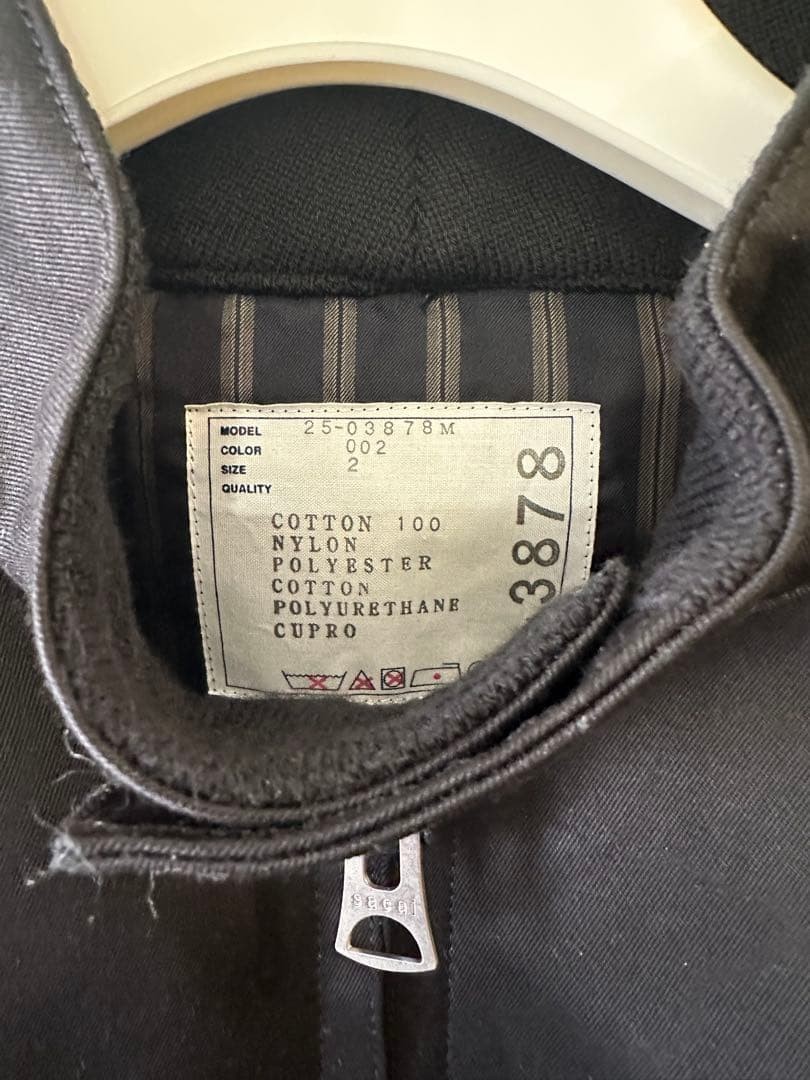 MODEL 25-03878M
COLOR 002
SIZE 2
QUALITY
COTTON 100
NYLON
POLYESTER
COTTON
POLYURETHANE
CUPRO
3878
sacai